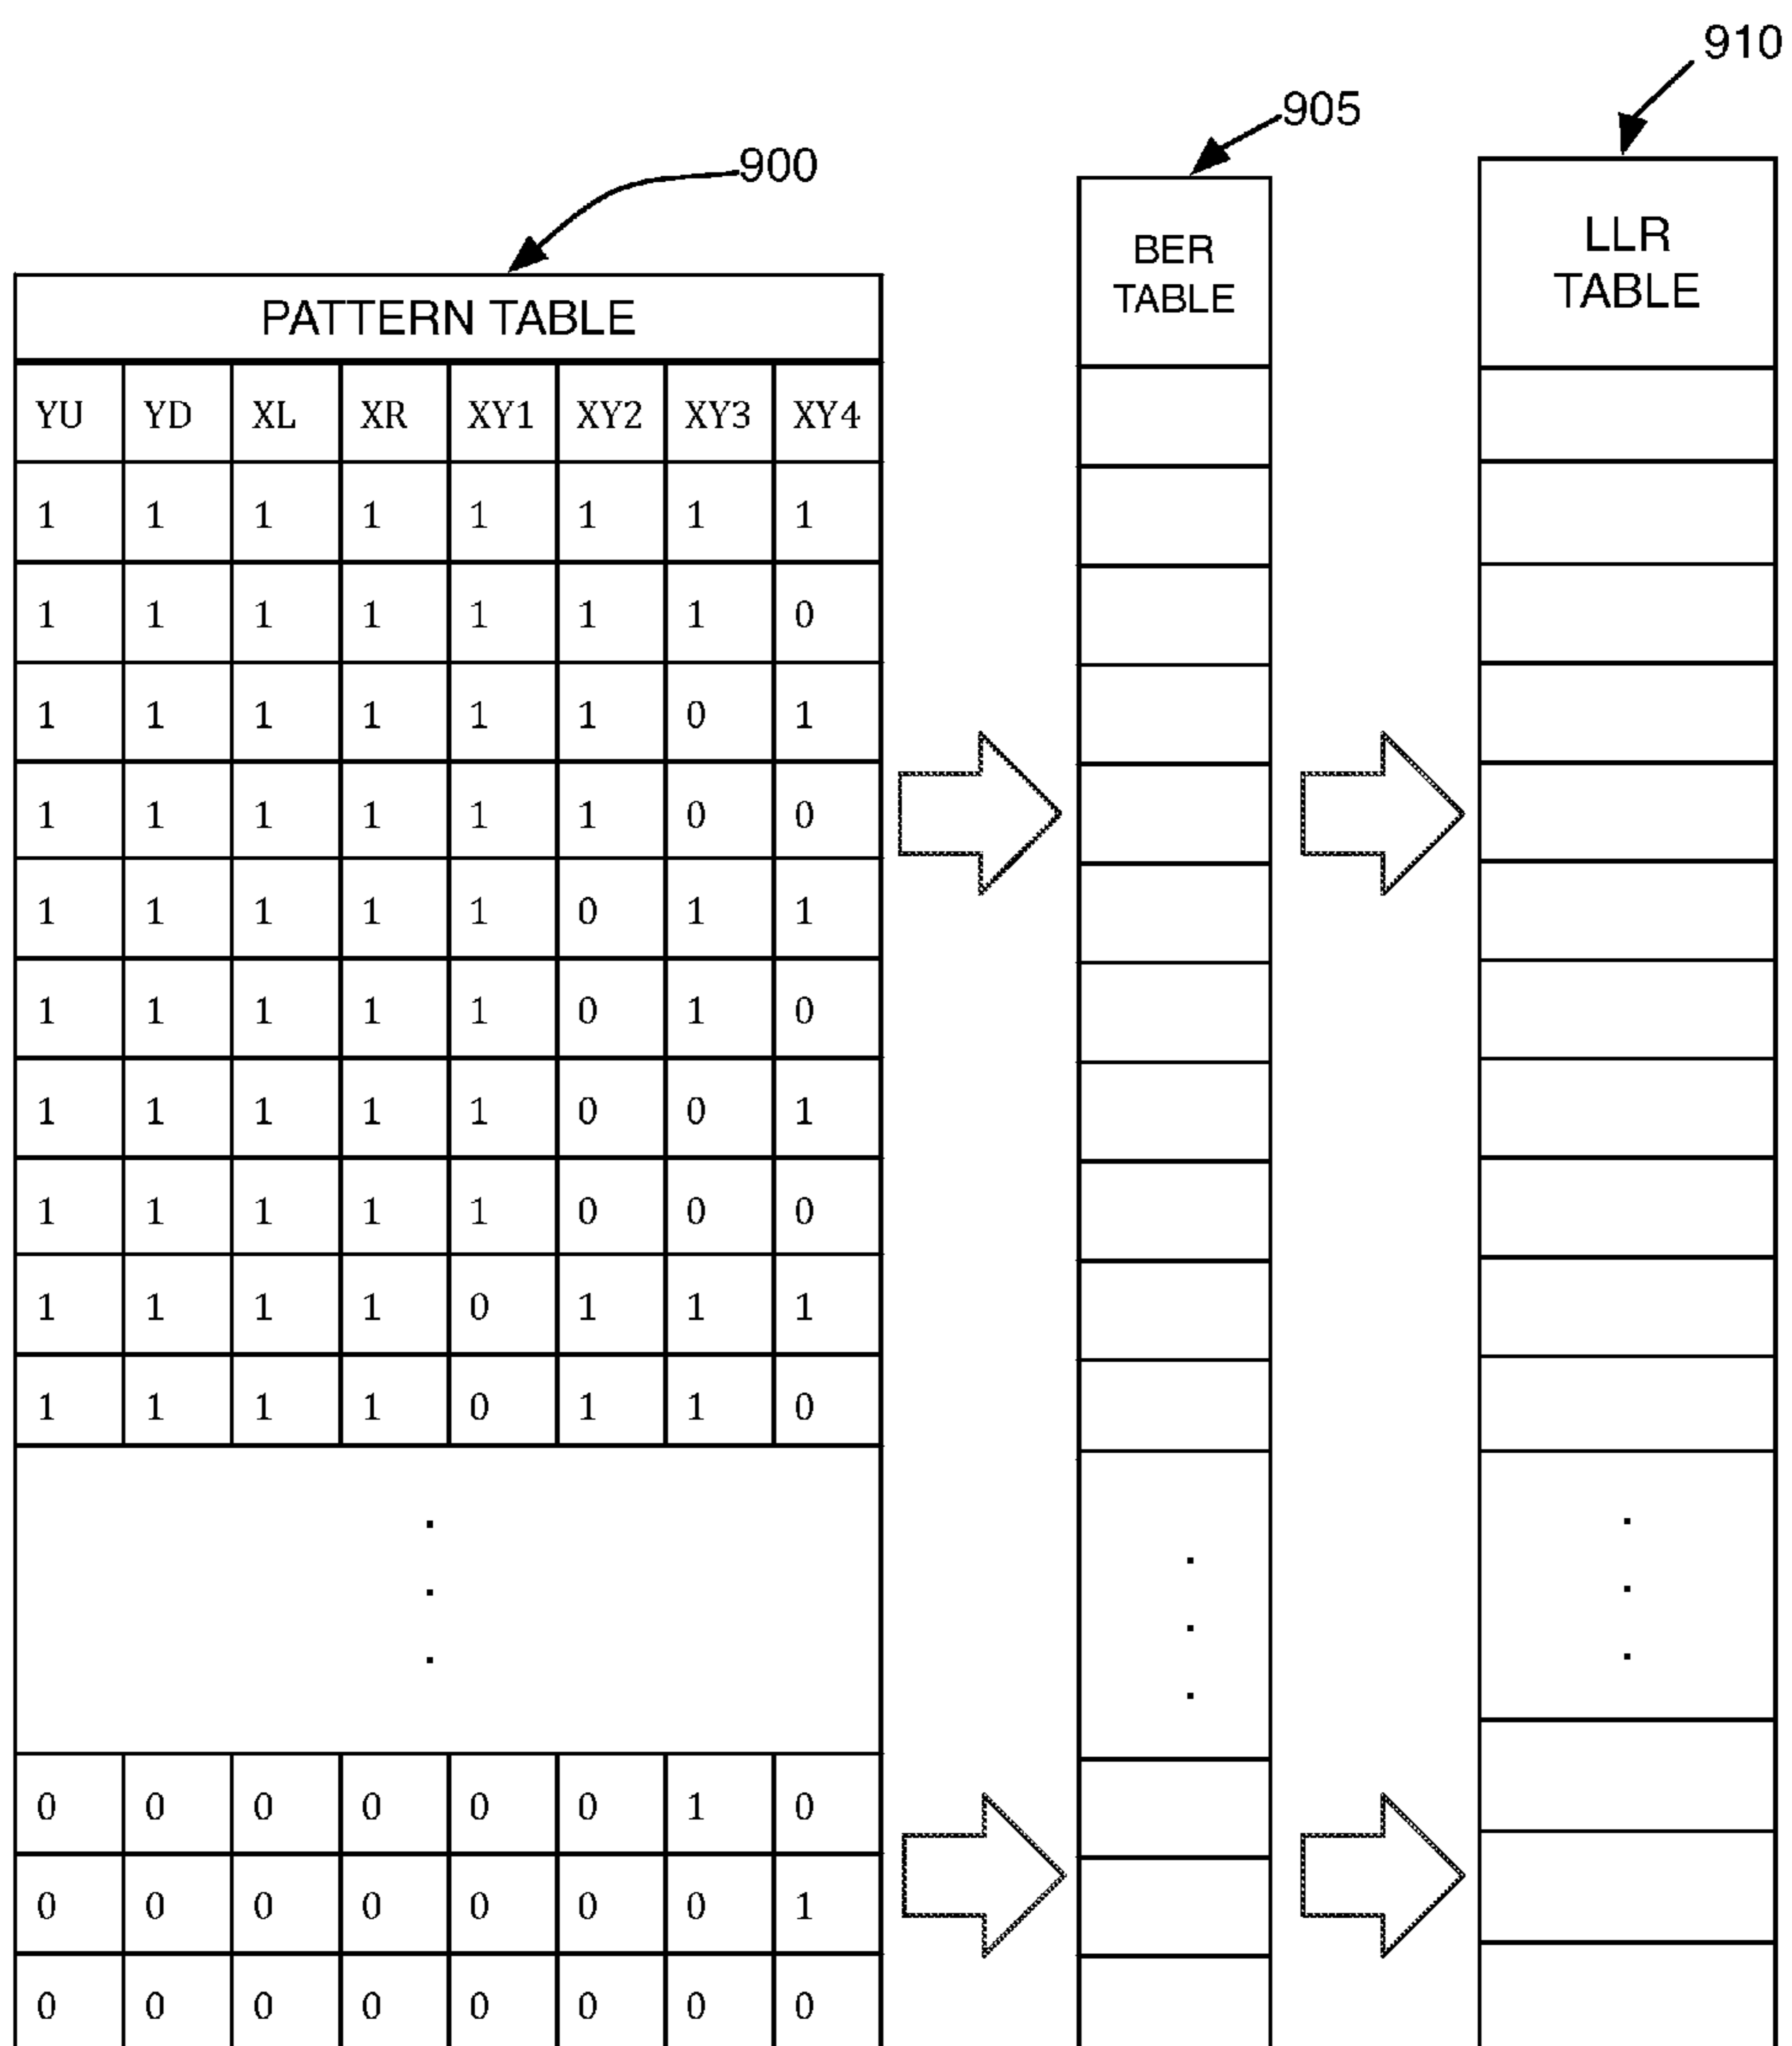 910
905
900
PATTERN TABLE
BER
TABLE
LLR
TABLE
YU YD XL XR XY1 XY2 XY3 XY4
1 1 1 1 1 1 1 1
1 1 1 1 1 1 1 0
1 1 1 1 1 1 0 1
1 1 1 1 1 1 0 0
1 1 1 1 1 0 1 1
1 1 1 1 1 0 1 0
1 1 1 1 1 0 0 1
1 1 1 1 1 0 0 0
1 1 1 1 0 1 1 1
1 1 1 1 0 1 1 0
. . .
. . .
. . .
0 0 0 0 0 0 1 0
0 0 0 0 0 0 0 1
0 0 0 0 0 0 0 0